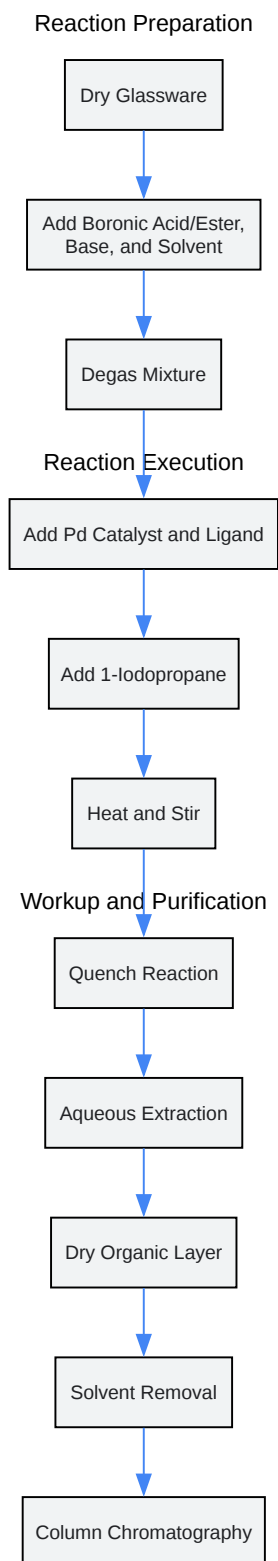 Reaction Preparation
Dry Glassware
Add Boronic Acid/Ester,
Base, and Solvent
Degas Mixture
Reaction Execution
Add Pd Catalyst and Ligand
Add 1-Iodopropane
Heat and Stir
Workup and Purification
Quench Reaction
Aqueous Extraction
Dry Organic Layer
Solvent Removal
Column Chromatography